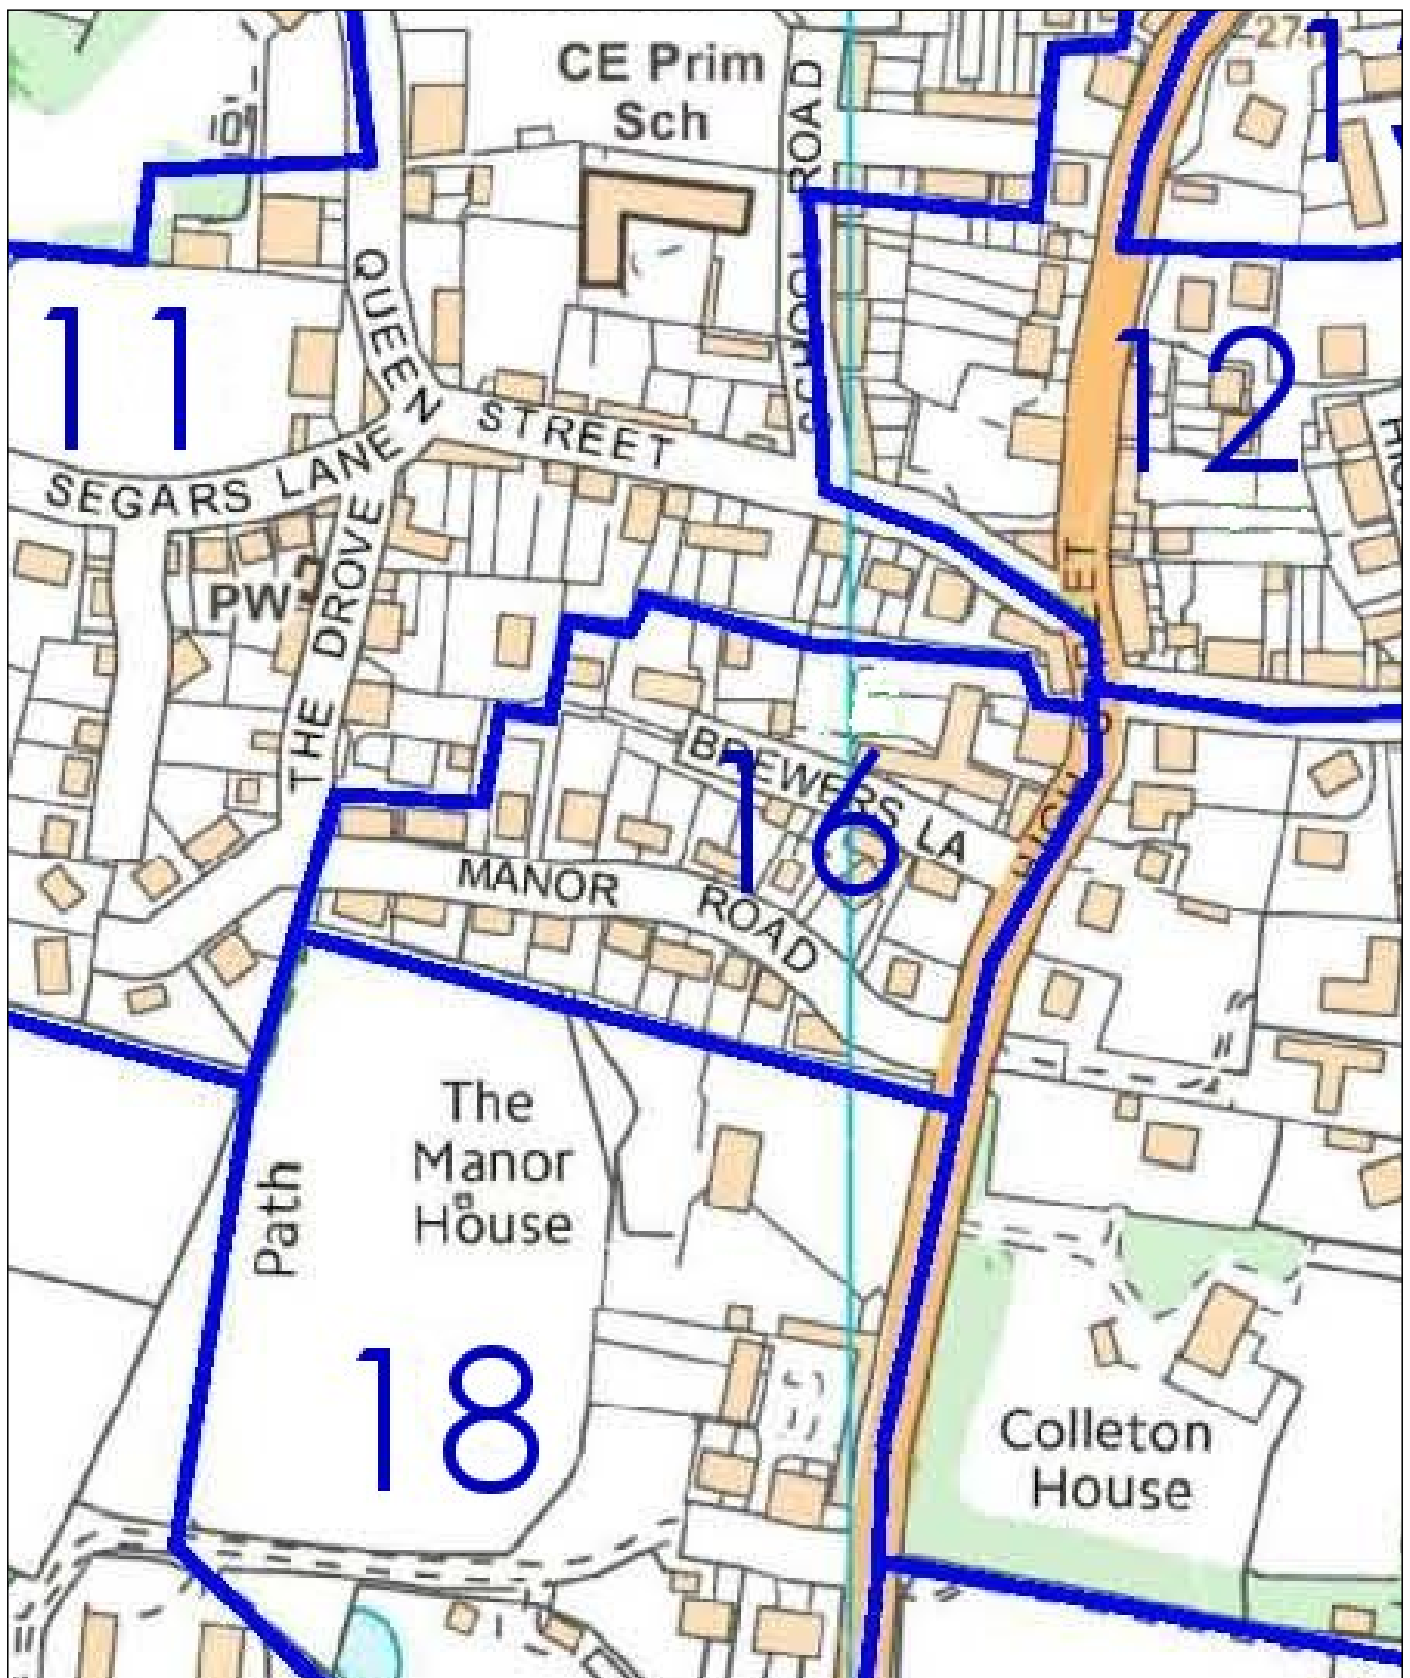 CE Prim
Sch
SCHOOL ROAD
QUEEN STREET
11
12
SEGARS LANE
THE DROVE
PW
HIGH
BREWERS LA
16
MANOR ROAD
The
Manor
House
Path
18
Colleton
House